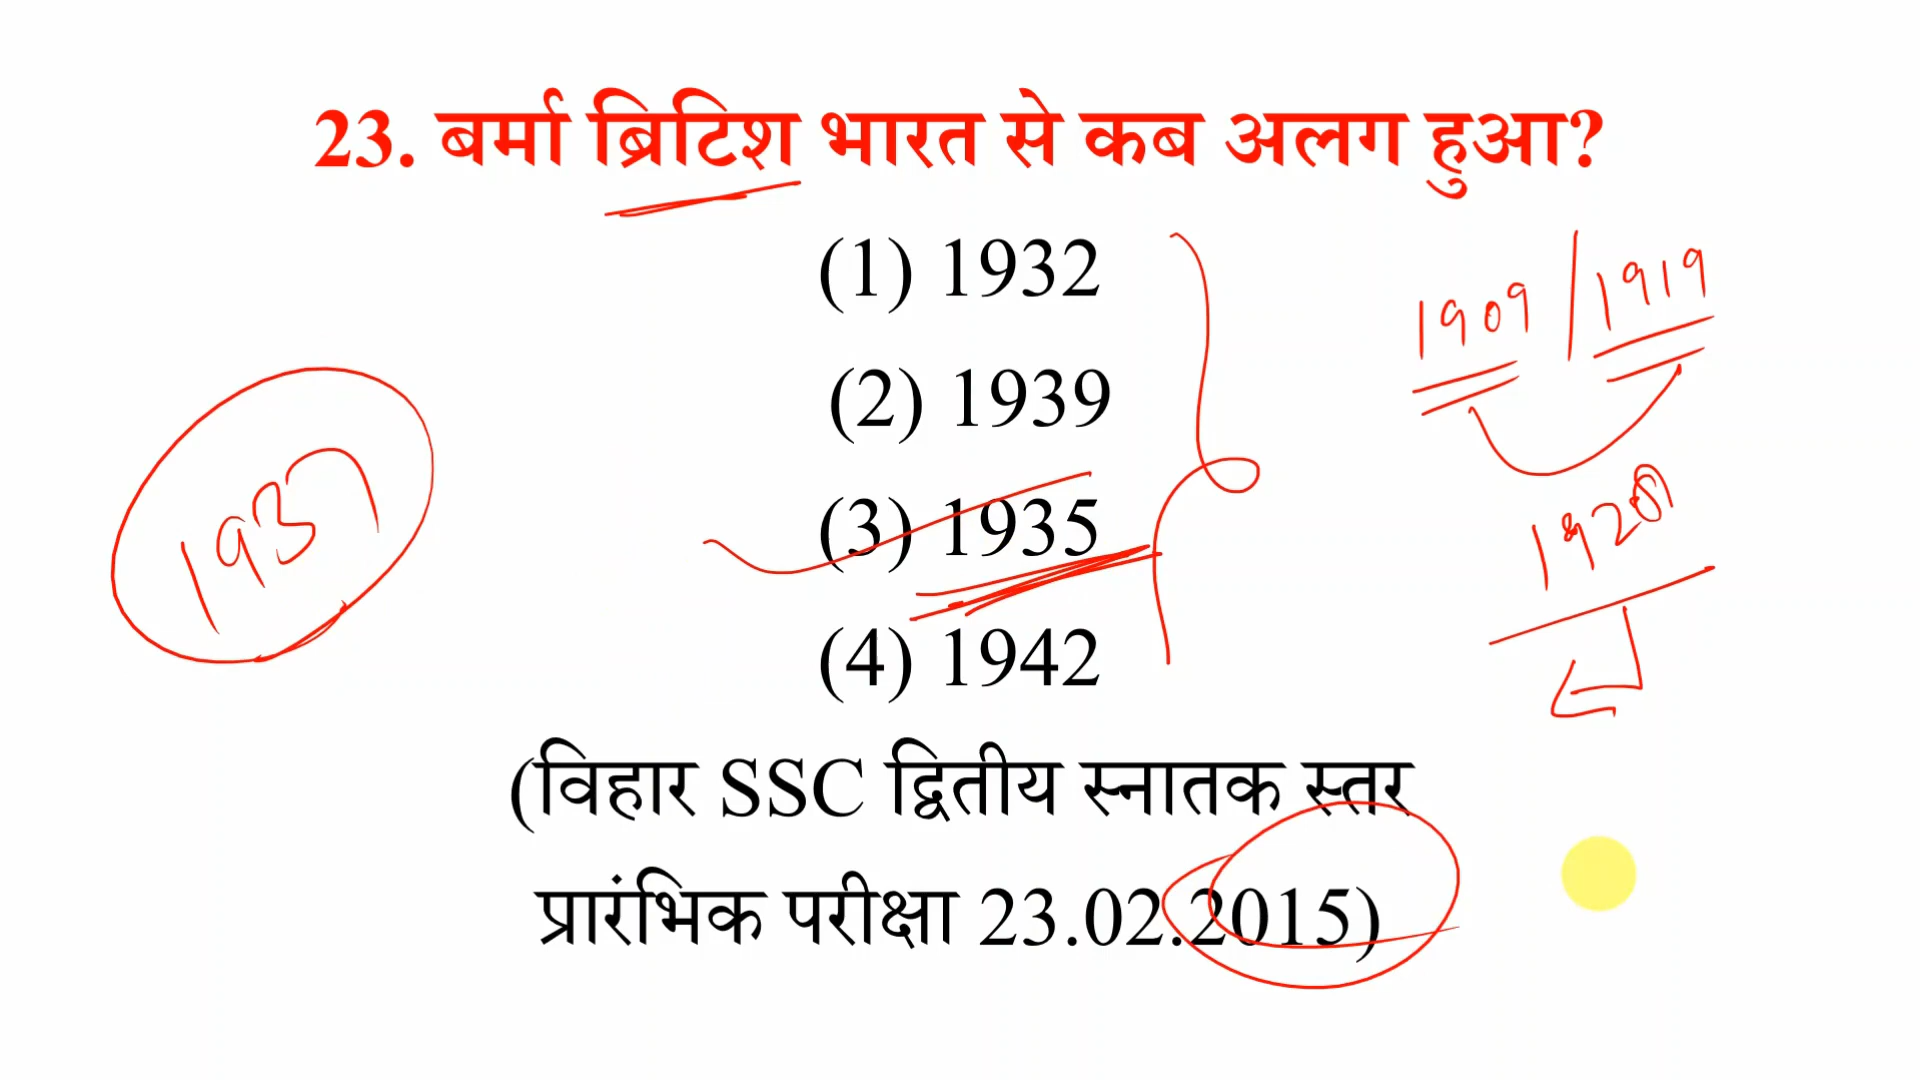 23. बर्मा ब्रिटिश भारत से कब अलग हुआ?
(1) 1932
(2) 1939
(3) 1935
(4) 1942
(विहार SSC द्वितीय स्नातक स्तर
प्रारंभिक परीक्षा 23.02.2015)
1937
1909 / 1919